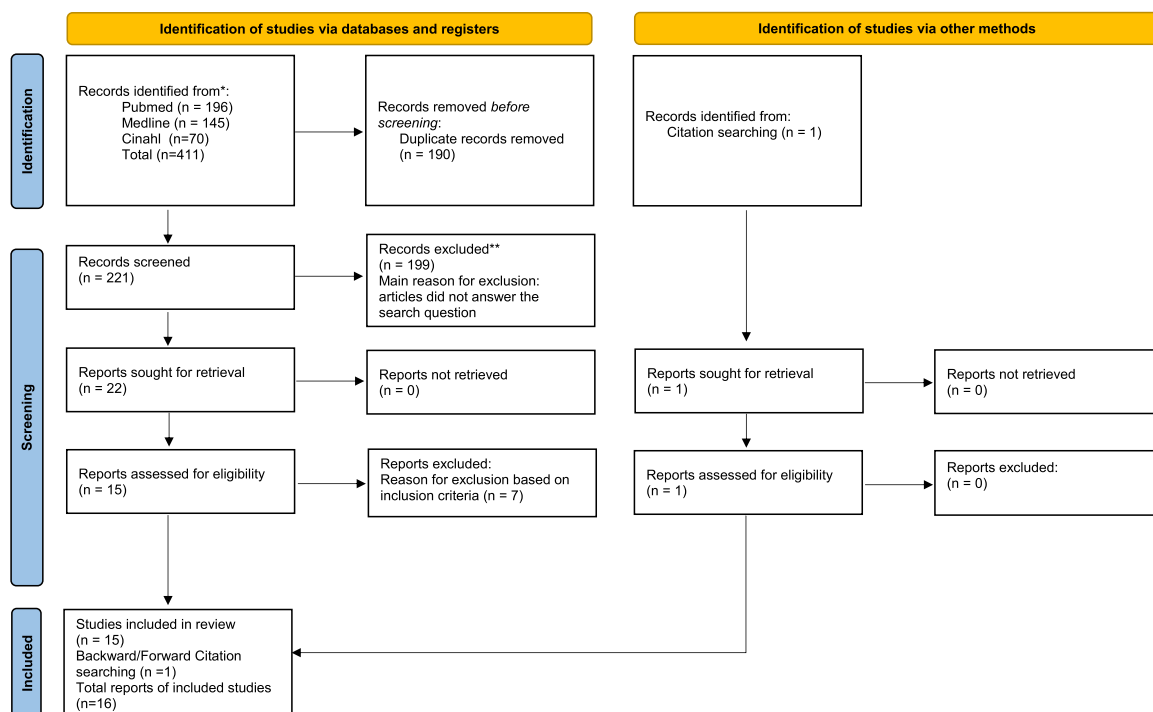 Identification of studies via databases and registers
Identification of studies via other methods
Identification
Records identified from*:
Pubmed (n = 196)
Medline (n = 145)
Cinahl (n=70)
Total (n=411)
Records removed before
screening:
Duplicate records removed
(n = 190)
Records identified from:
Citation searching (n = 1)
Screening
Records screened
(n = 221)
Records excluded**
(n = 199)
Main reason for exclusion:
articles did not answer the
search question
Reports sought for retrieval
(n = 22)
Reports not retrieved
(n = 0)
Reports sought for retrieval
(n = 1)
Reports not retrieved
(n = 0)
Reports assessed for eligibility
(n = 15)
Reports excluded:
Reason for exclusion based on
inclusion criteria (n = 7)
Reports assessed for eligibility
(n = 1)
Reports excluded:
(n = 0)
Included
Studies included in review
(n = 15)
Backward/Forward Citation
searching (n =1)
Total reports of included studies
(n=16)